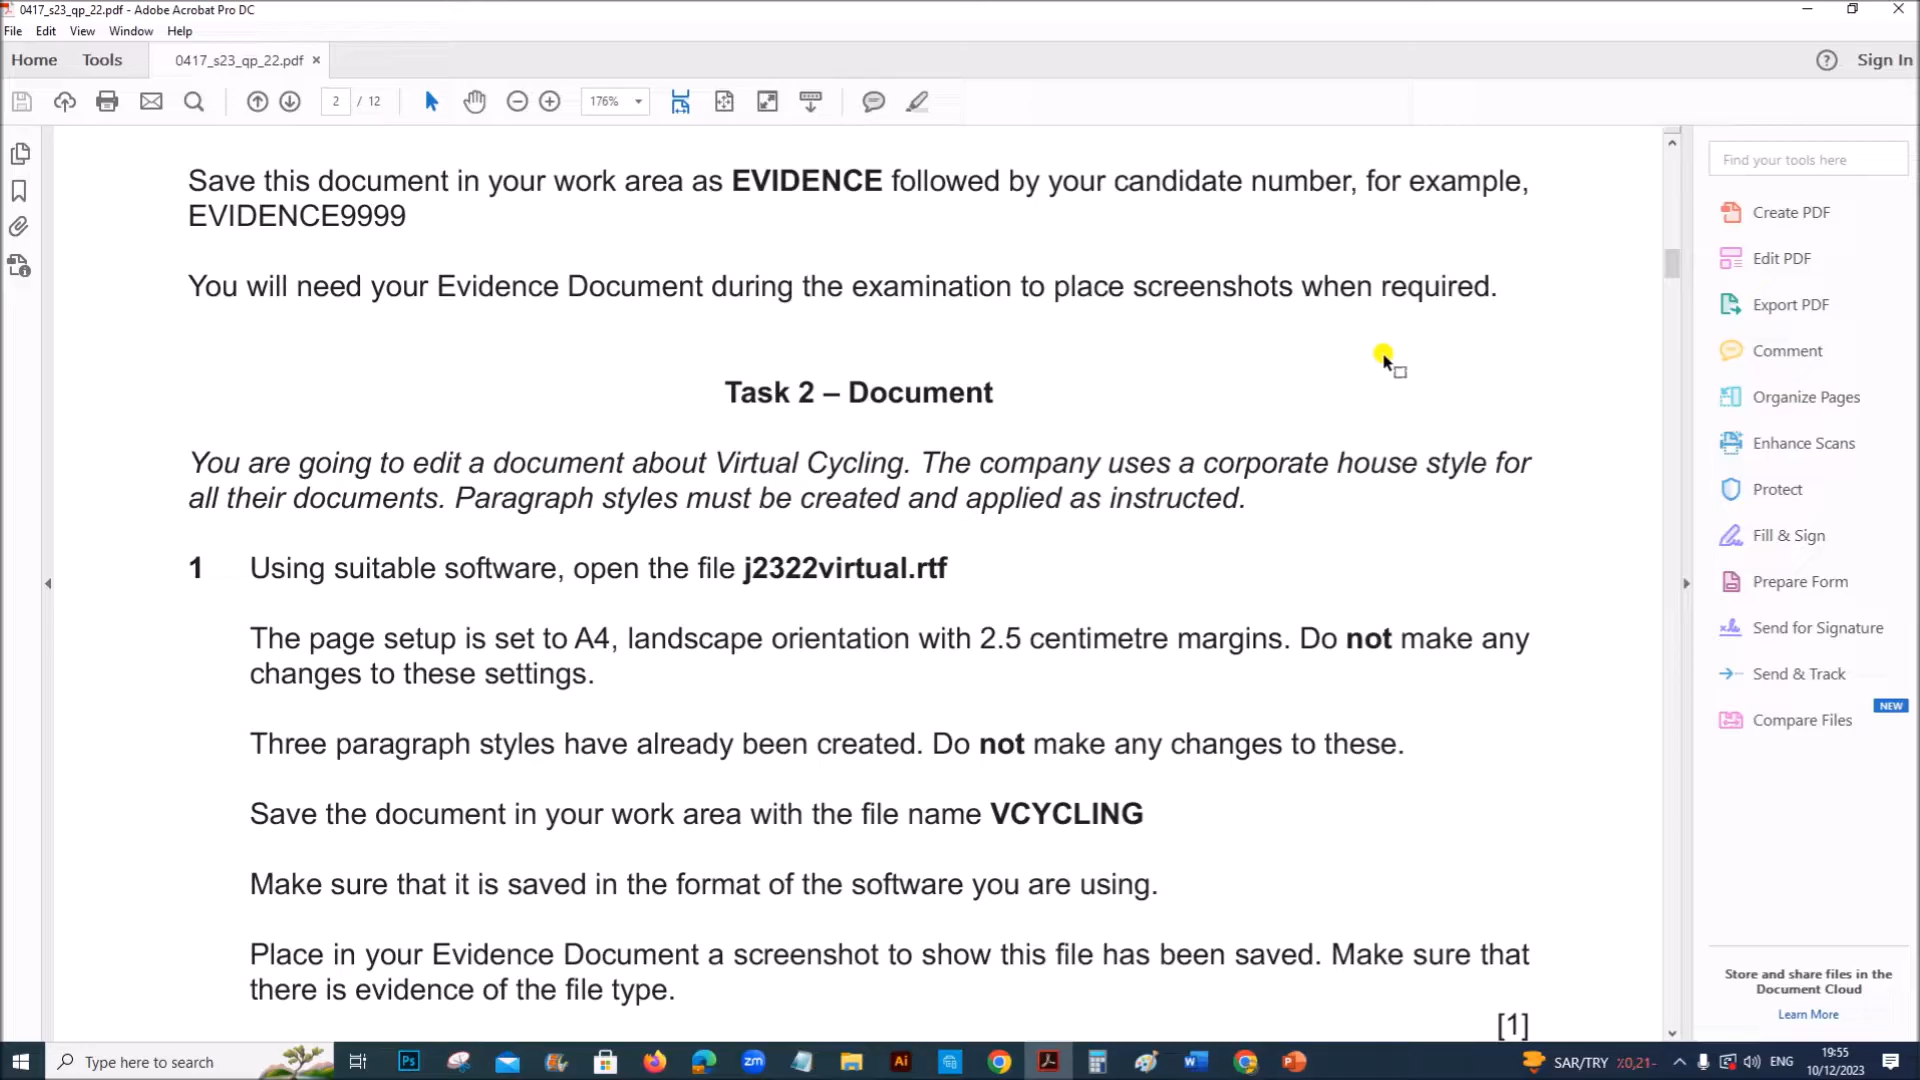 0417_s23_qp_22.pdf - Adobe Acrobat Pro DC
File Edit View Window Help
Home Tools 0417_s23_qp_22.pdf × Sign In
2 / 12 176%
Save this document in your work area as EVIDENCE followed by your candidate number, for example,
EVIDENCE9999
You will need your Evidence Document during the examination to place screenshots when required.
Task 2 – Document
You are going to edit a document about Virtual Cycling. The company uses a corporate house style for
all their documents. Paragraph styles must be created and applied as instructed.
1 Using suitable software, open the file j2322virtual.rtf
The page setup is set to A4, landscape orientation with 2.5 centimetre margins. Do not make any
changes to these settings.
Three paragraph styles have already been created. Do not make any changes to these.
Save the document in your work area with the file name VCYCLING
Make sure that it is saved in the format of the software you are using.
Place in your Evidence Document a screenshot to show this file has been saved. Make sure that
there is evidence of the file type.
[1]
Find your tools here
Create PDF
Edit PDF
Export PDF
Comment
Organize Pages
Enhance Scans
Protect
Fill & Sign
Prepare Form
Send for Signature
Send & Track
NEW
Compare Files
Store and share files in the
Document Cloud
Learn More
Type here to search
Ps
zm
Ai
SAR/TRY ٪0,21-
ENG
19:55
10/12/2023